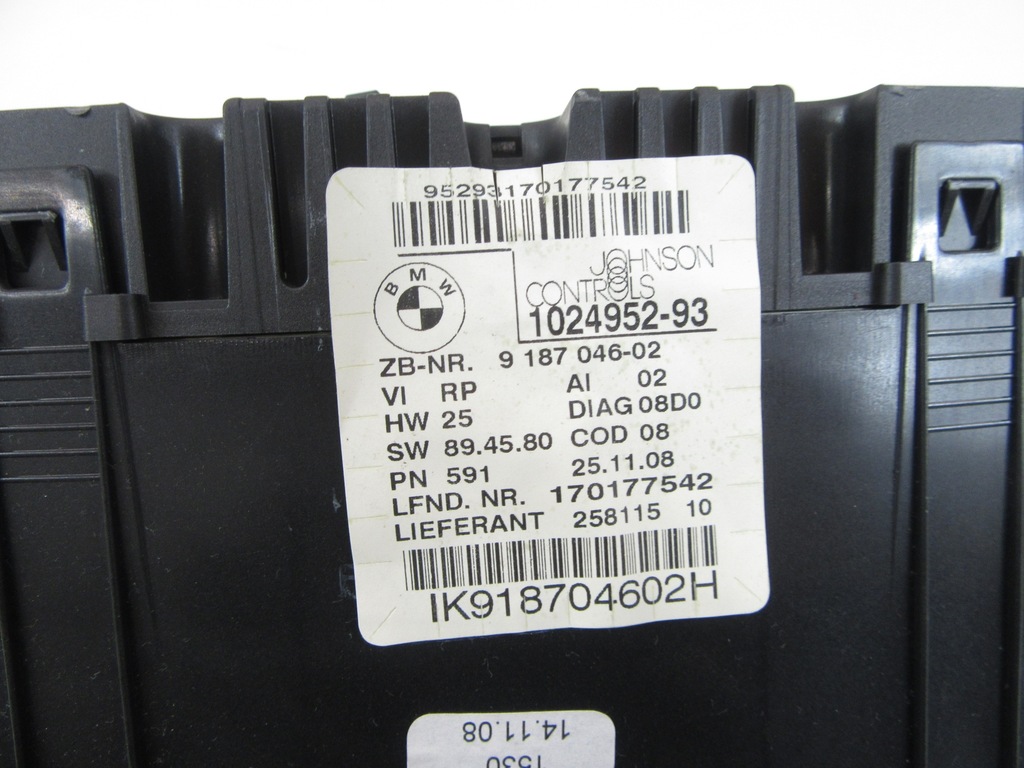 95293170177542
BMW
JOHNSON
CONTROLS
1024952-93
ZB-NR. 9 187 046-02
VI RP AI 02
HW 25 DIAG 08D0
SW 89.45.80 COD 08
PN 591 25.11.08
LFND. NR. 170177542
LIEFERANT 258115 10
IK918704602H
1530
14.11.08